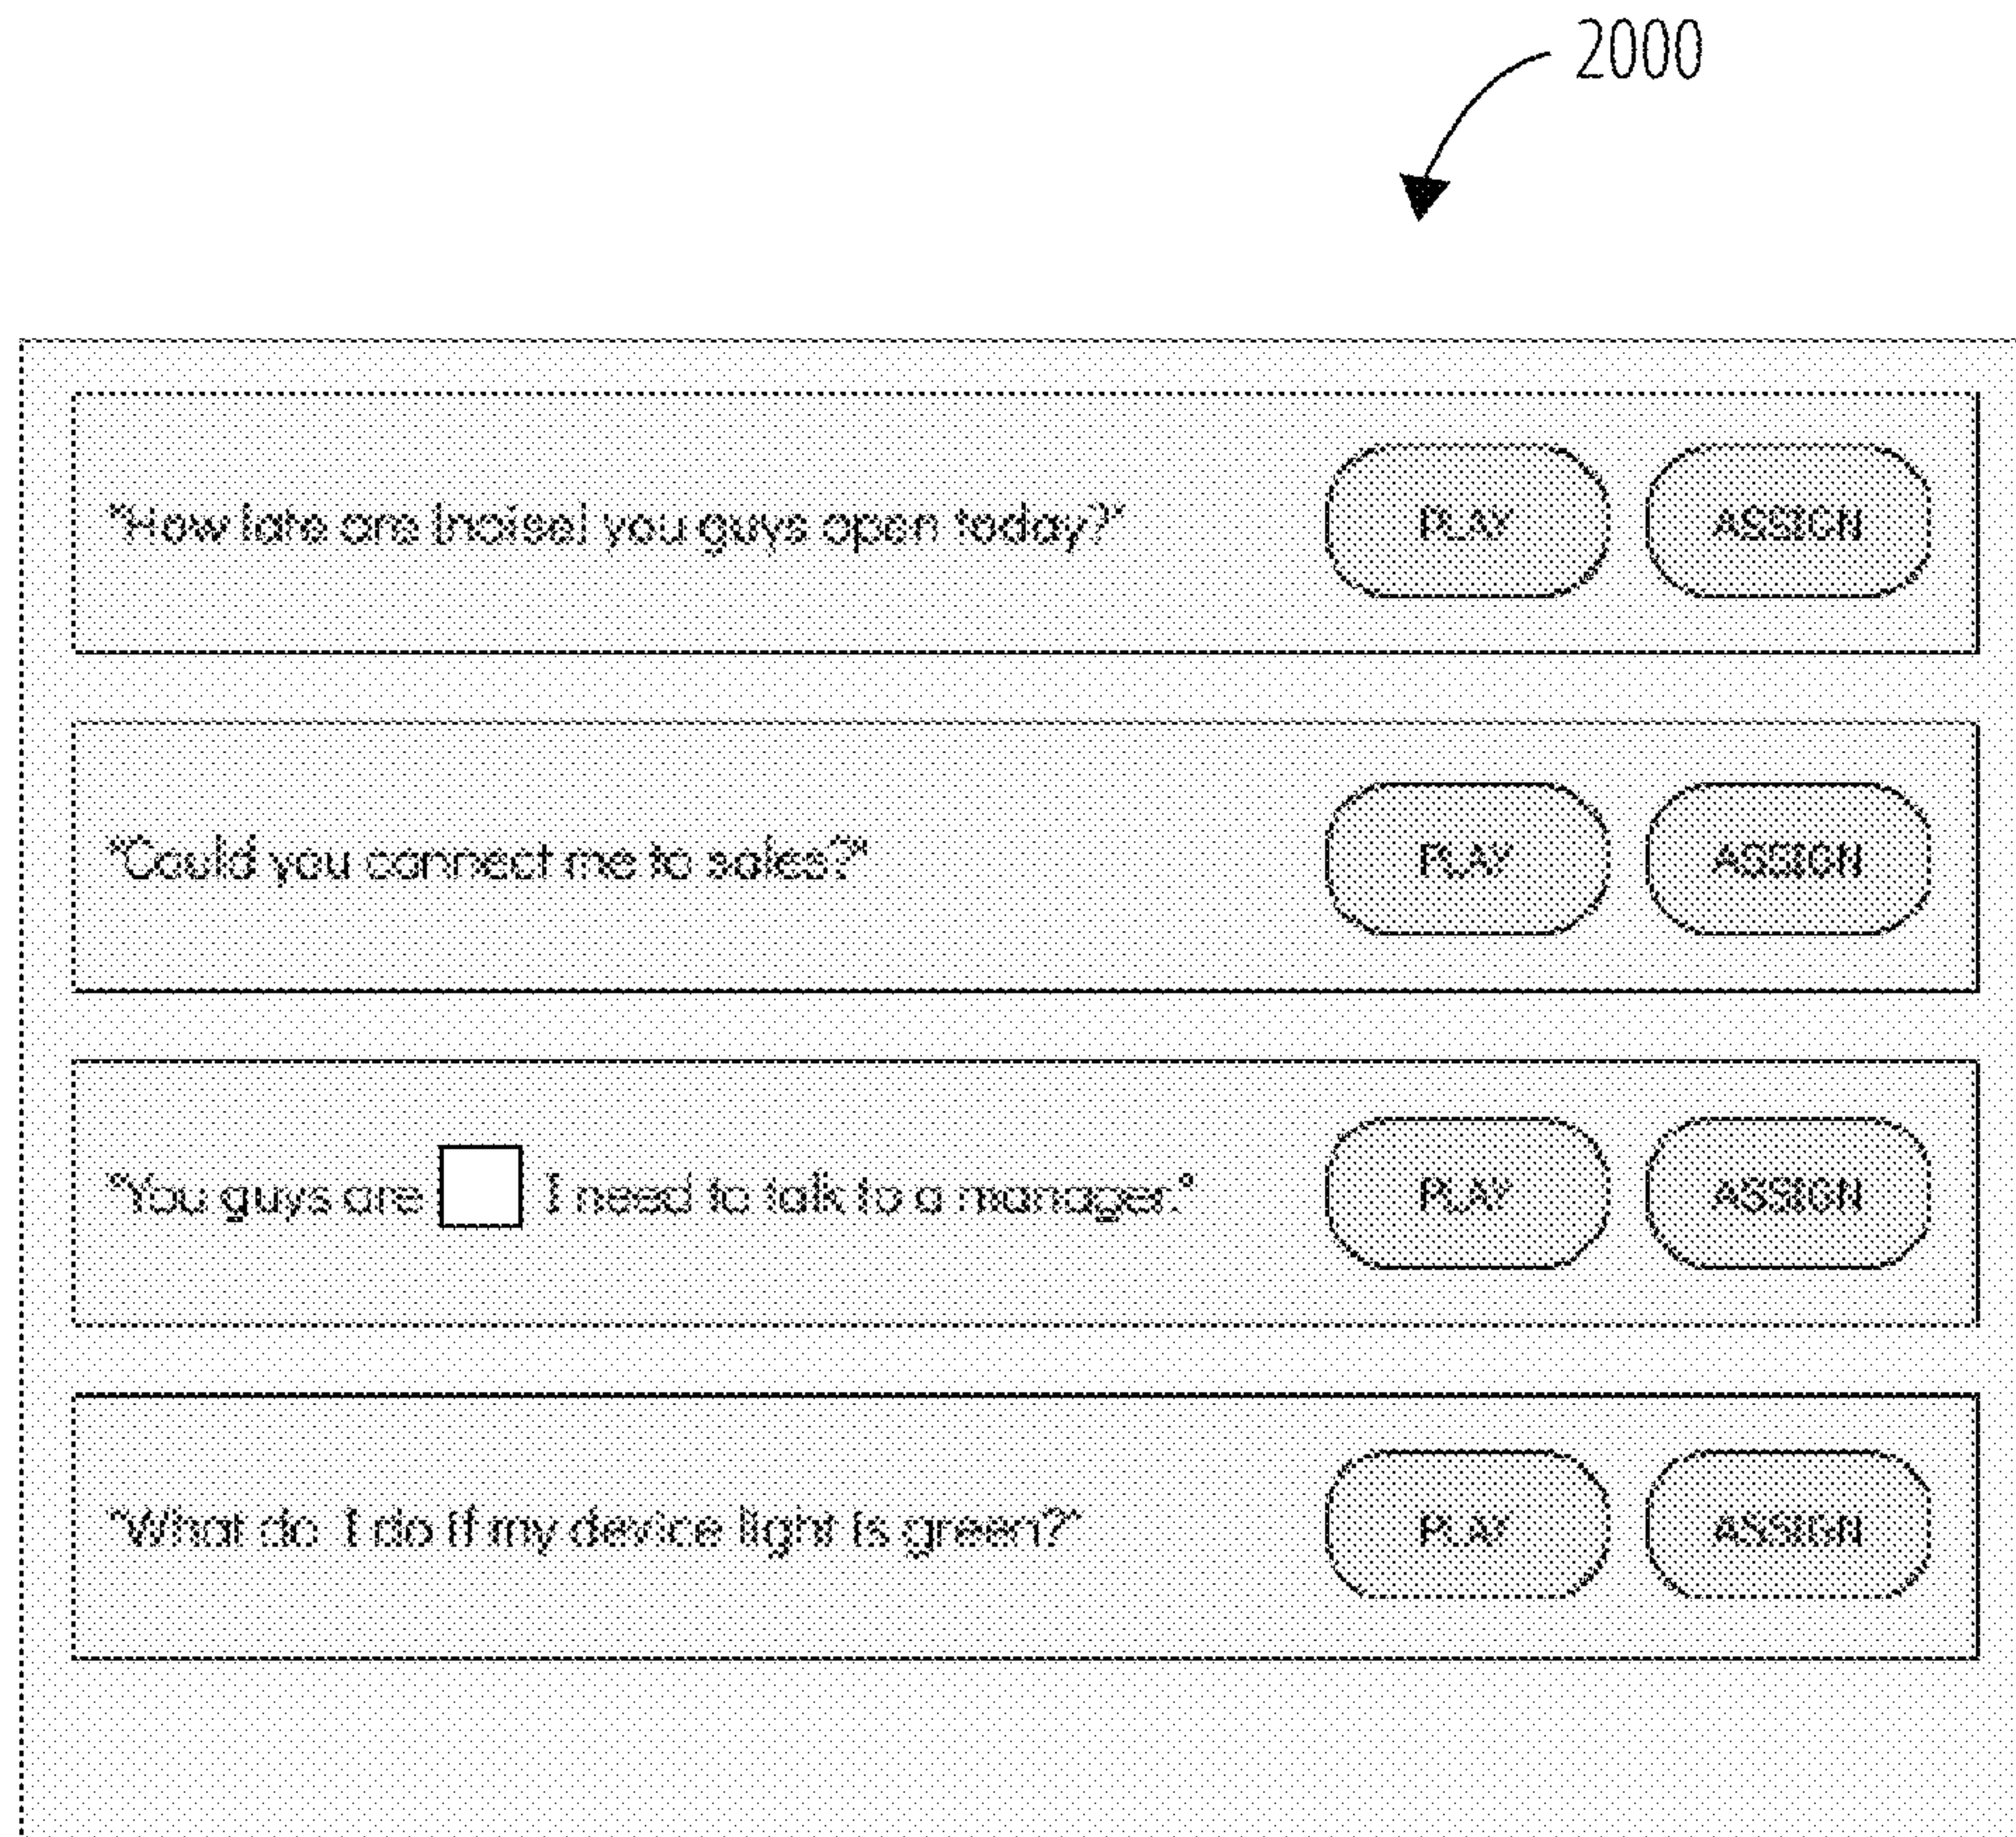 2000
"How late are [noise] you guys open today?" PLAY ASSIGN
"Could you connect me to sales?" PLAY ASSIGN
"You guys are I need to talk to a manager." PLAY ASSIGN
"What do I do if my device light is green?" PLAY ASSIGN